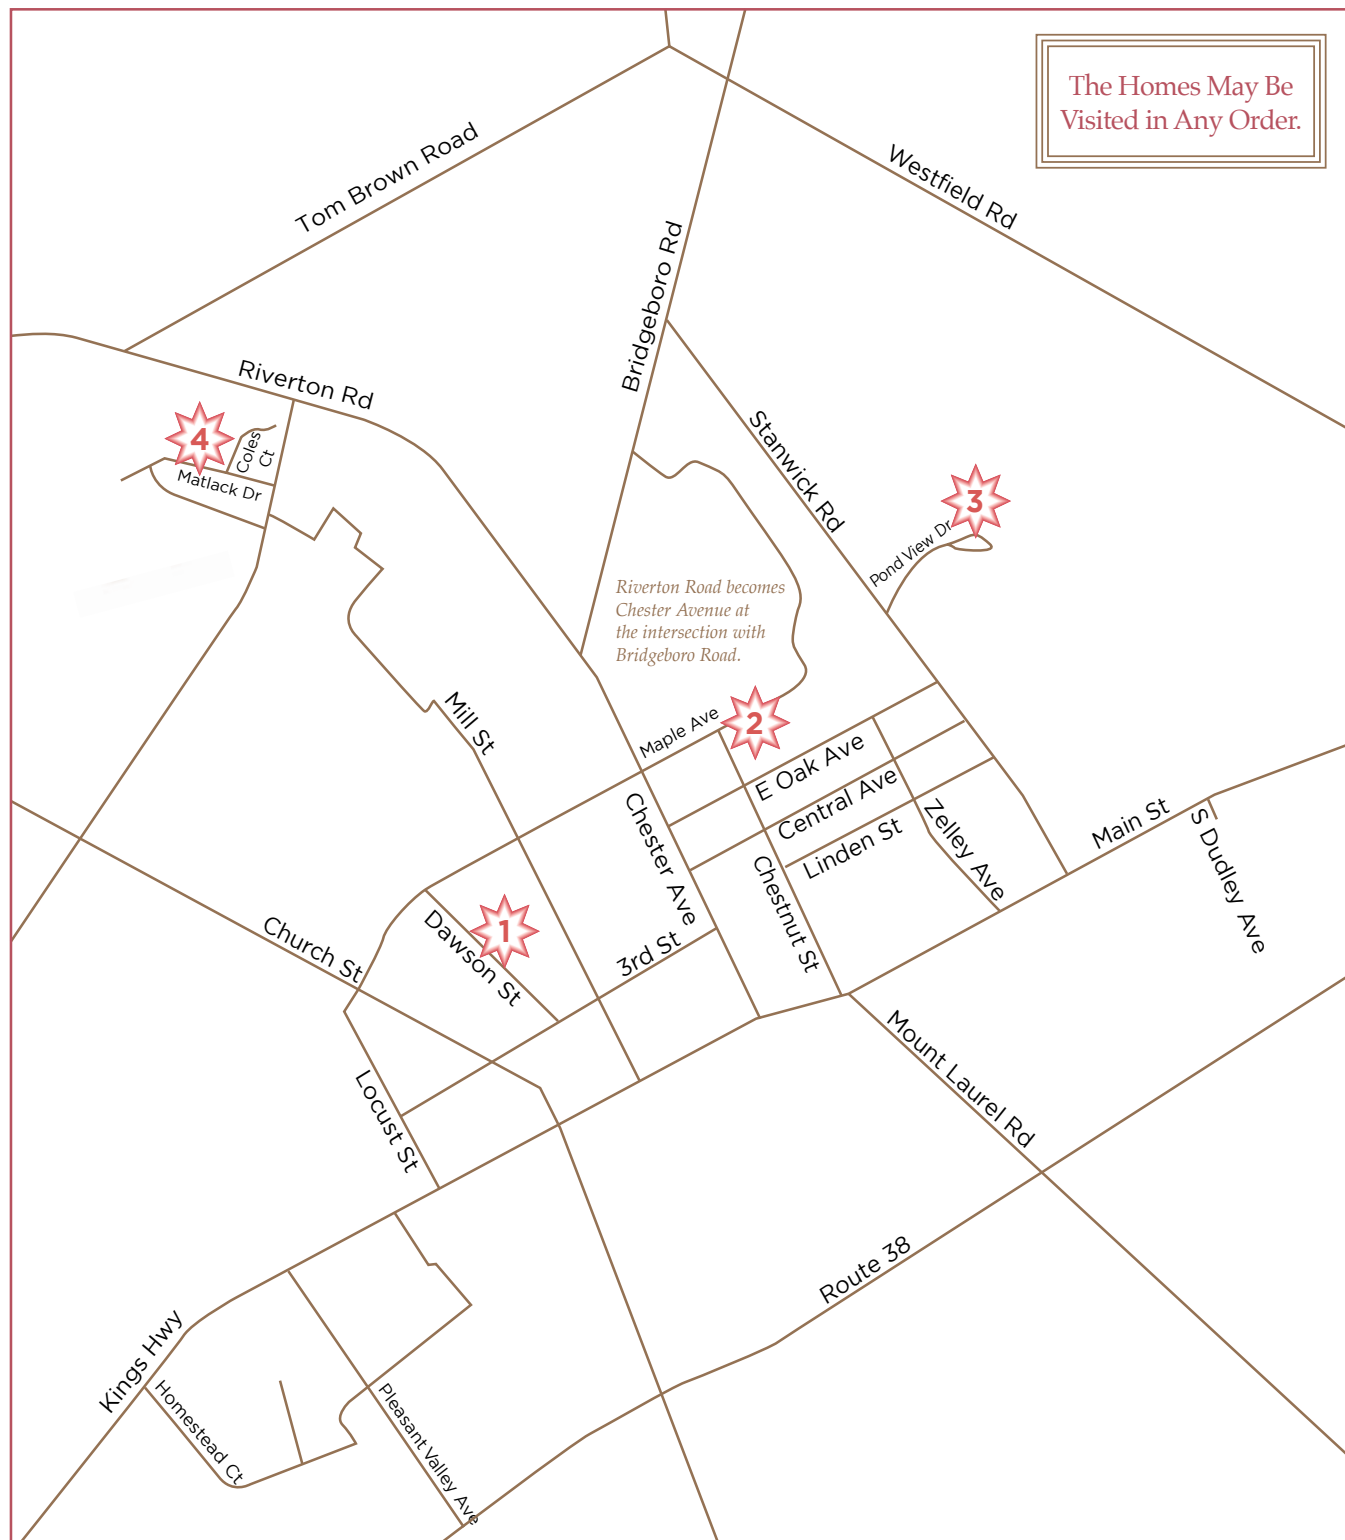 The Homes May Be
Visited in Any Order.
Tom Brown Road
Westfield Rd
Bridgeboro Rd
Riverton Rd
4
Coles
Ct
Matlack Dr
Stanwick Rd
3
Pond View Dr
Riverton Road becomes
Chester Avenue at
the intersection with
Bridgeboro Road.
Mill St
Maple Ave
2
E Oak Ave
Central Ave
Linden St
Zelley Ave
Main St
S Dudley Ave
Chester Ave
Chestnut St
Church St
Dawson St
1
3rd St
Locust St
Mount Laurel Rd
Route 38
Kings Hwy
Homestead Ct
Pleasant Valley Ave